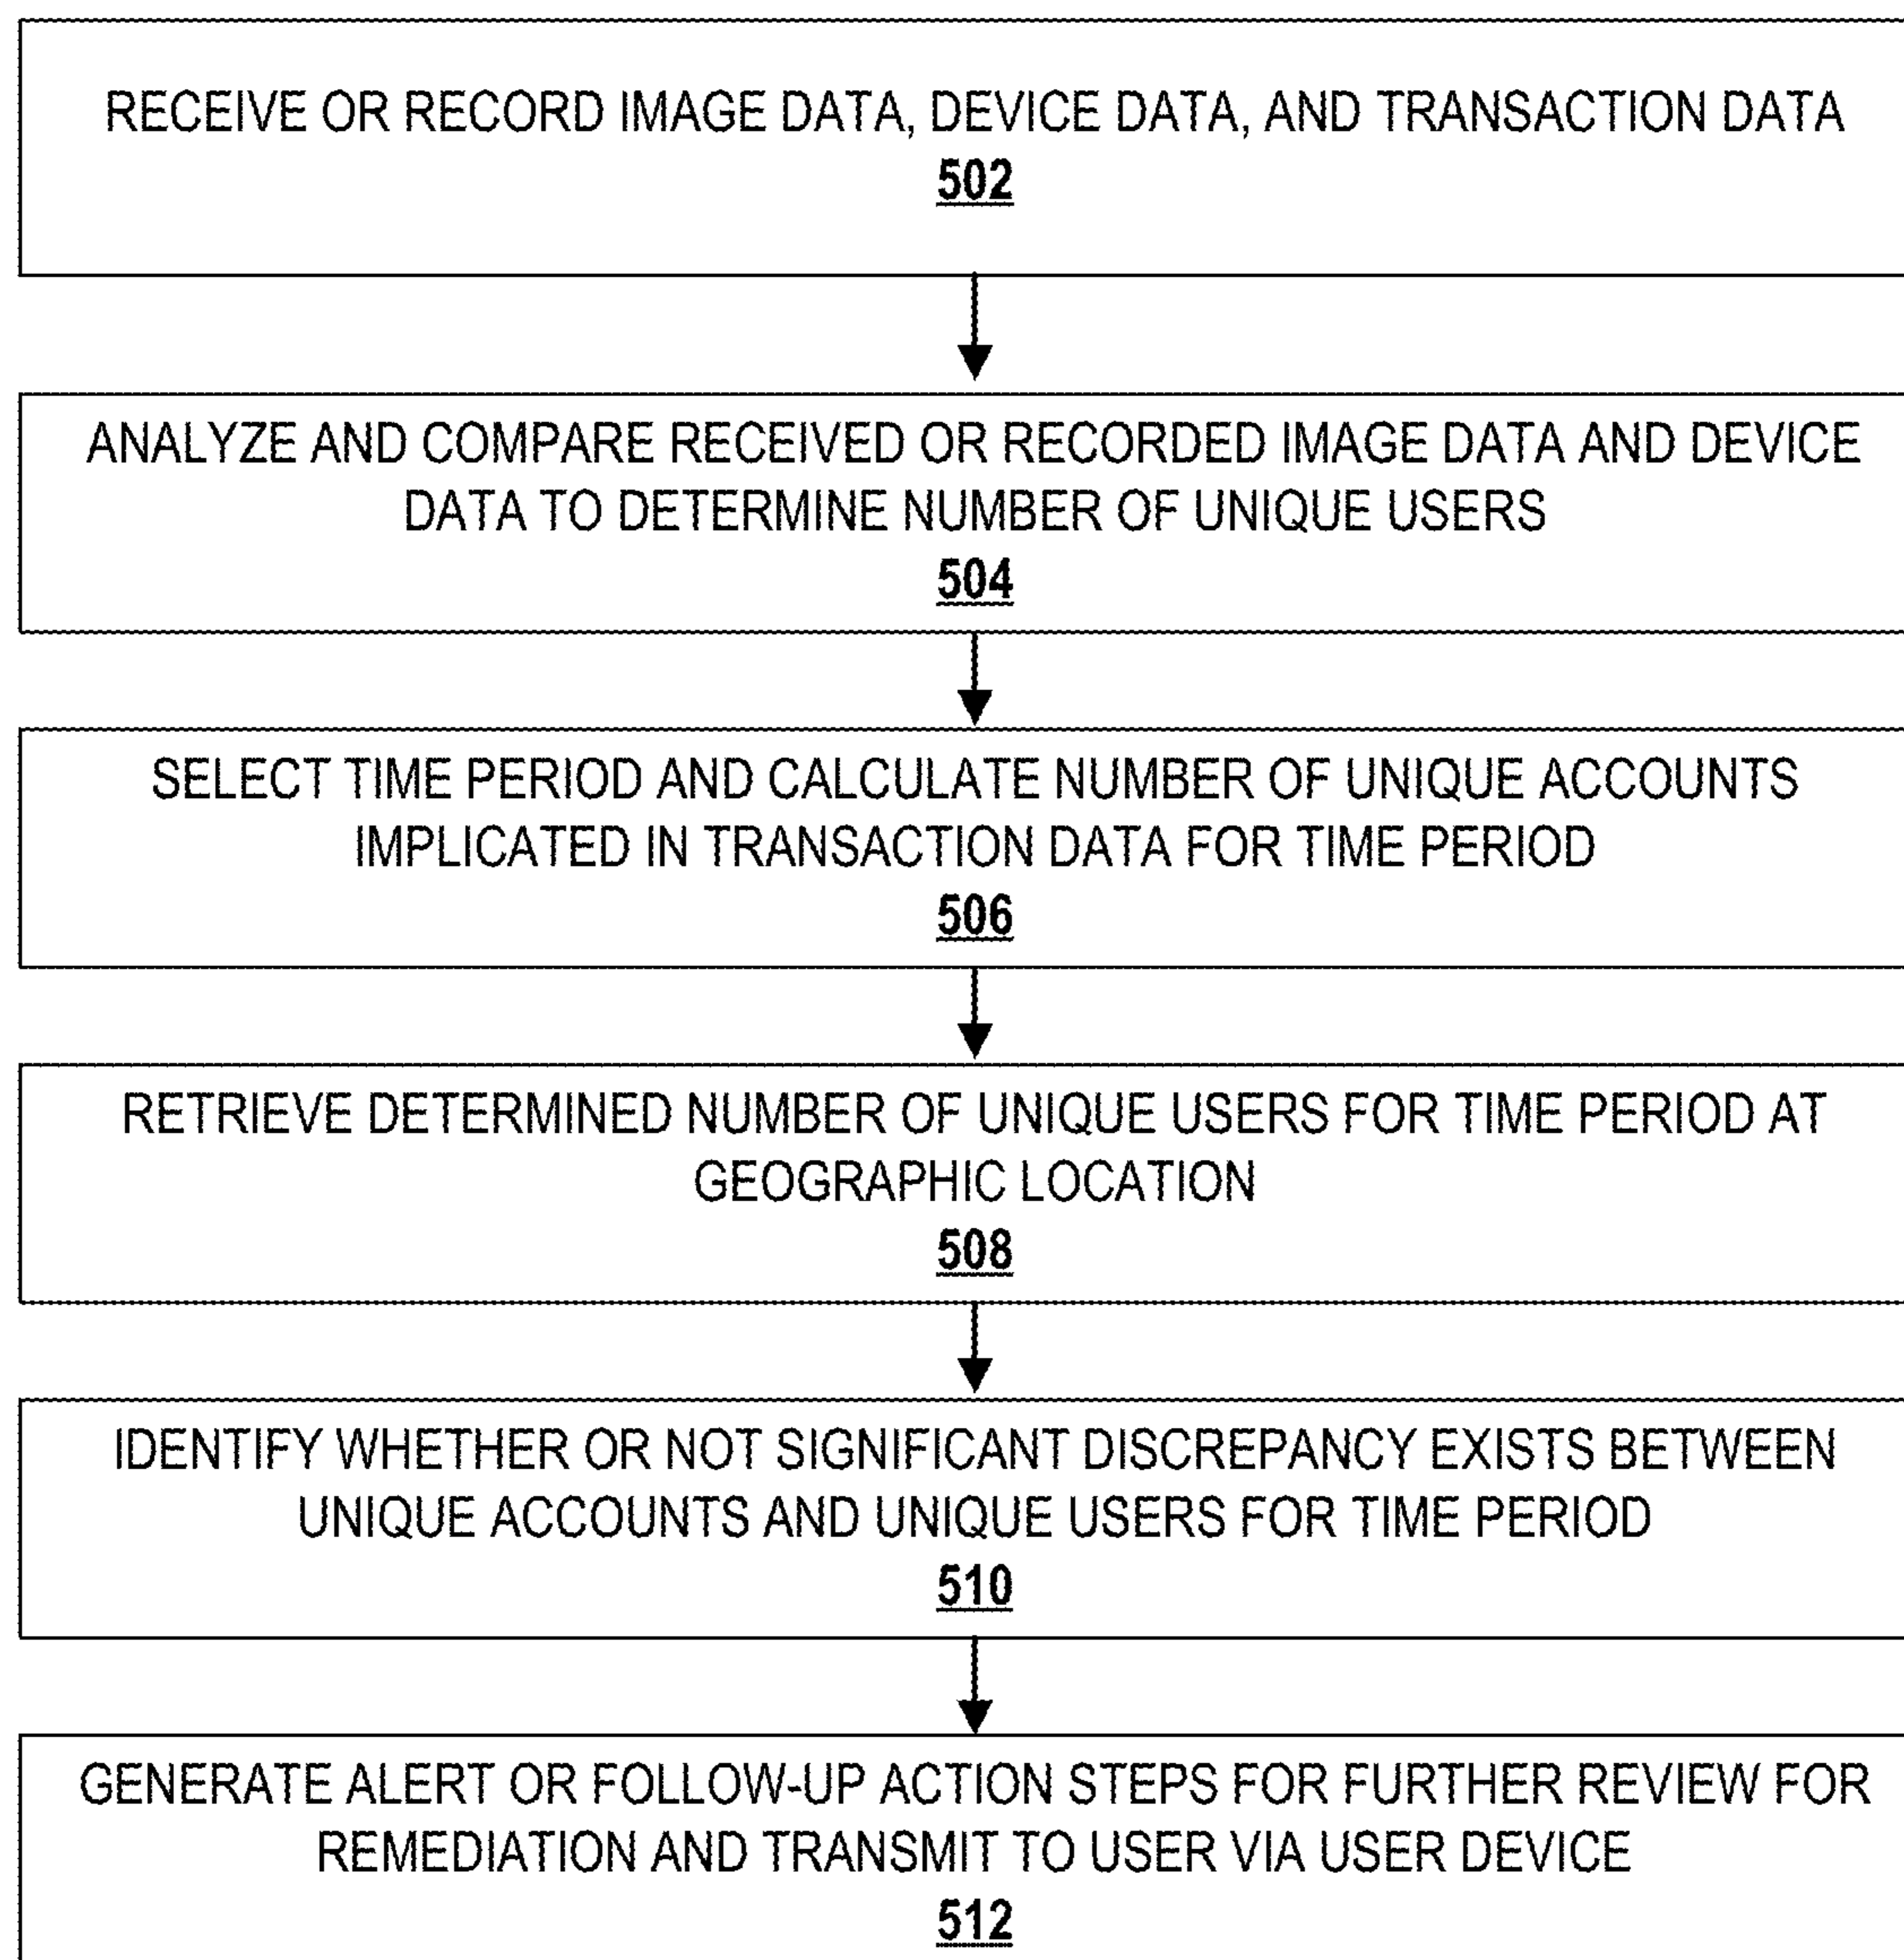 RECEIVE OR RECORD IMAGE DATA, DEVICE DATA, AND TRANSACTION DATA
502
ANALYZE AND COMPARE RECEIVED OR RECORDED IMAGE DATA AND DEVICE
DATA TO DETERMINE NUMBER OF UNIQUE USERS
504
SELECT TIME PERIOD AND CALCULATE NUMBER OF UNIQUE ACCOUNTS
IMPLICATED IN TRANSACTION DATA FOR TIME PERIOD
506
RETRIEVE DETERMINED NUMBER OF UNIQUE USERS FOR TIME PERIOD AT
GEOGRAPHIC LOCATION
508
IDENTIFY WHETHER OR NOT SIGNIFICANT DISCREPANCY EXISTS BETWEEN
UNIQUE ACCOUNTS AND UNIQUE USERS FOR TIME PERIOD
510
GENERATE ALERT OR FOLLOW-UP ACTION STEPS FOR FURTHER REVIEW FOR
REMEDIATION AND TRANSMIT TO USER VIA USER DEVICE
512